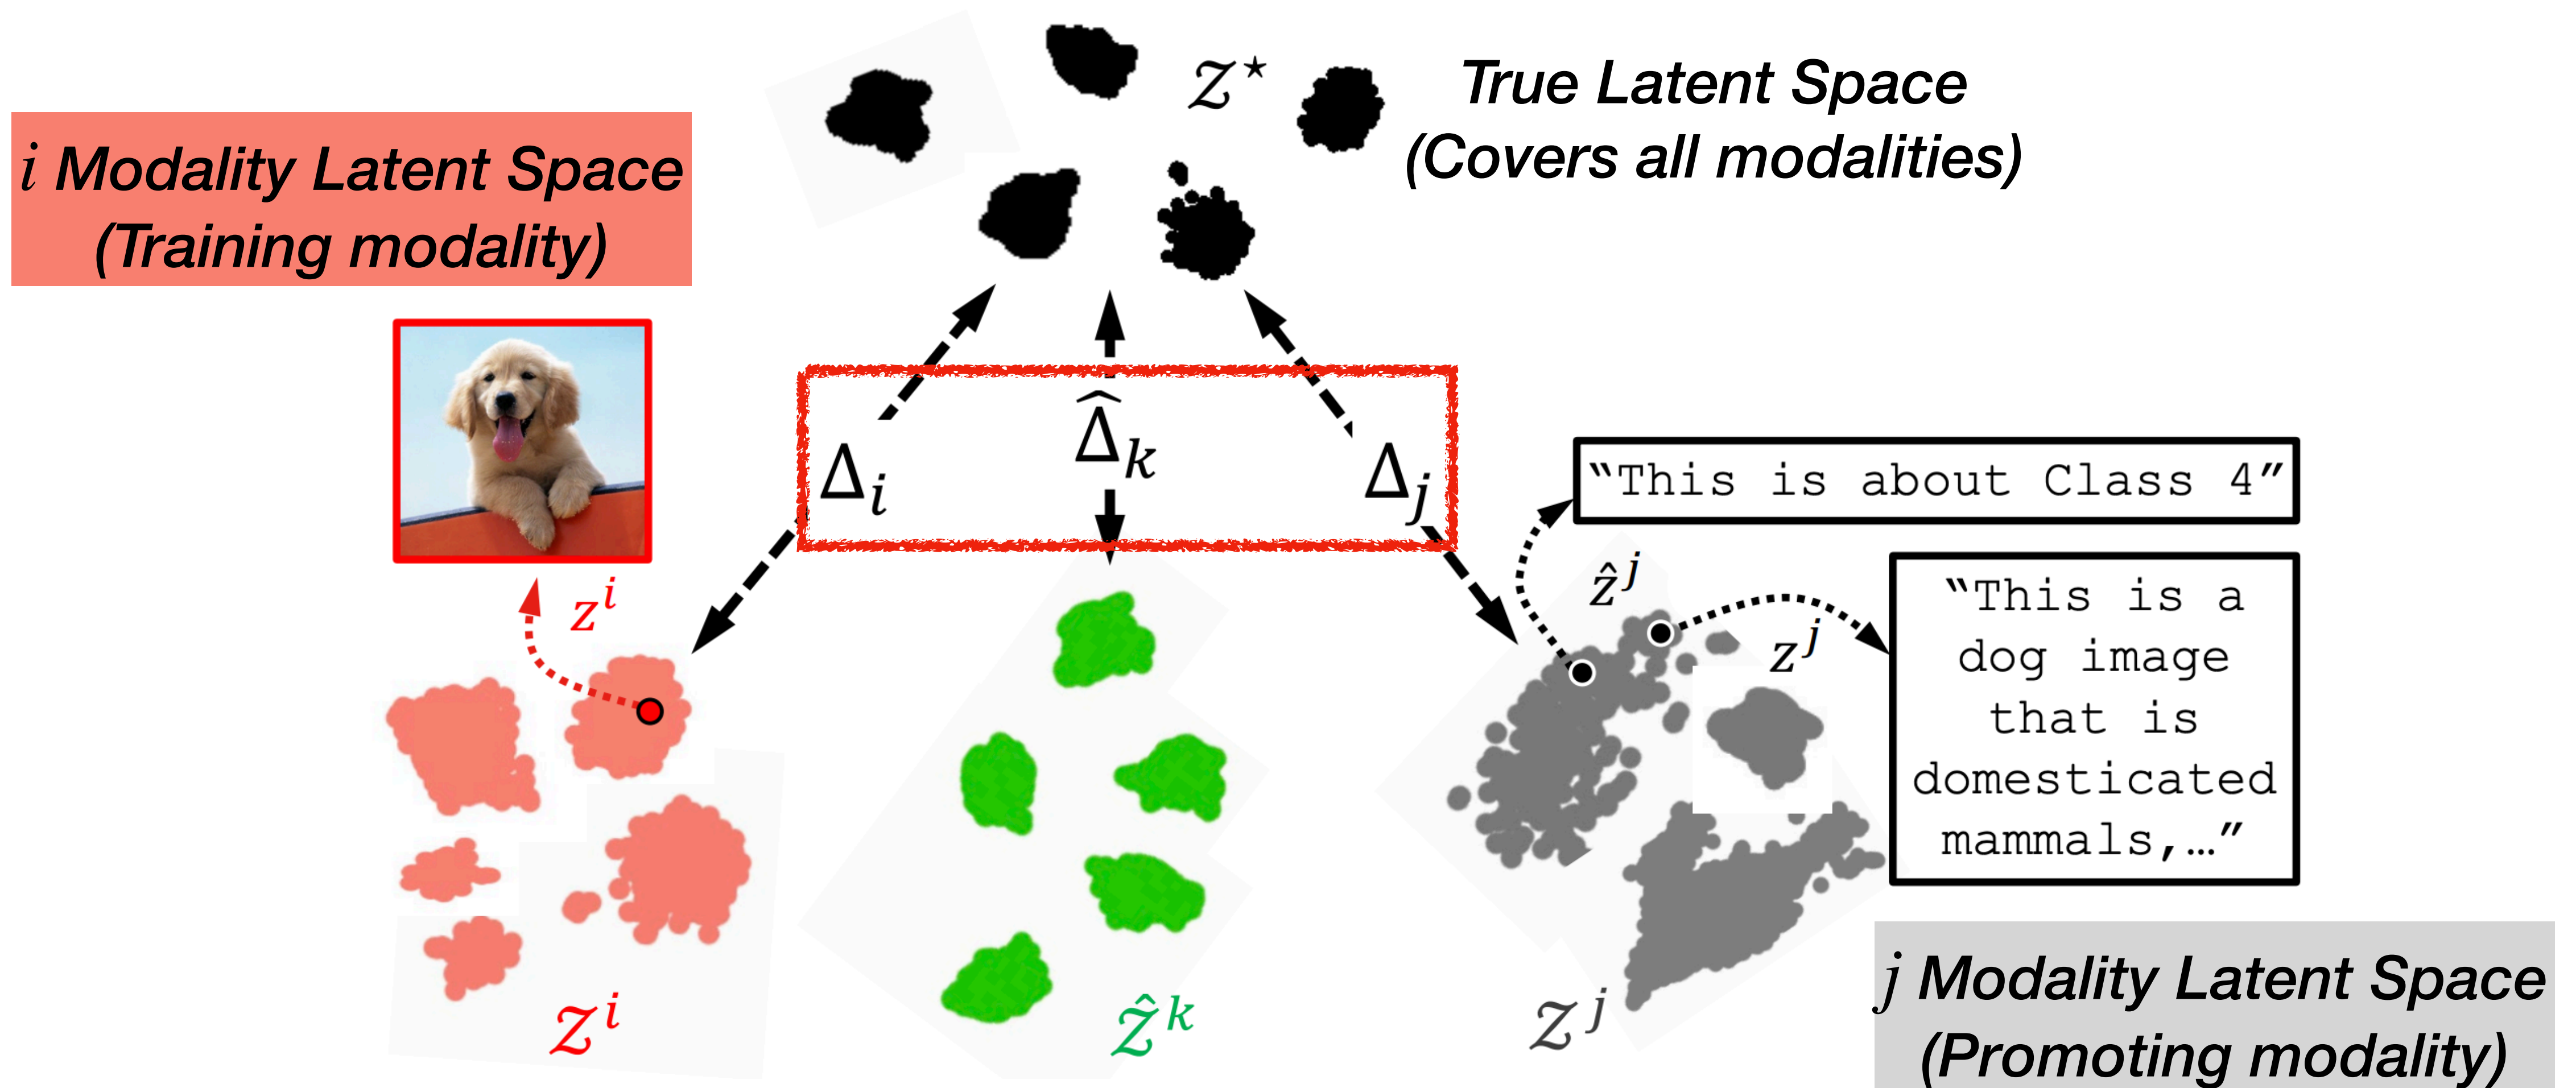 𝒵⋆
True Latent Space
(Covers all modalities)
i Modality Latent Space
(Training modality)
Δi
Δ̂k
Δj
“This is about Class 4”
zi
ẑj
zj
“This is a
dog image
that is
domesticated
mammals,…”
𝒵i
𝒵̂k
𝒵j
j Modality Latent Space
(Promoting modality)